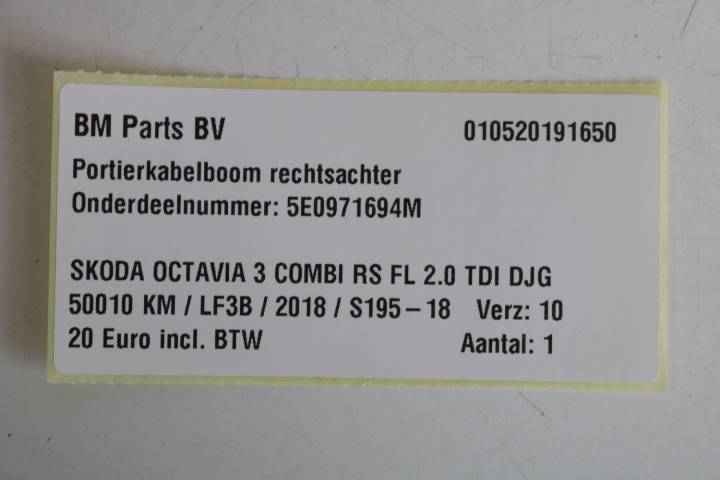 BM Parts BV 010520191650
Portierkabelboom rechtsachter
Onderdeelnummer: 5E0971694M
SKODA OCTAVIA 3 COMBI RS FL 2.0 TDI DJG
50010 KM / LF3B / 2018 / S195-18 Verz: 10
20 Euro incl. BTW Aantal: 1